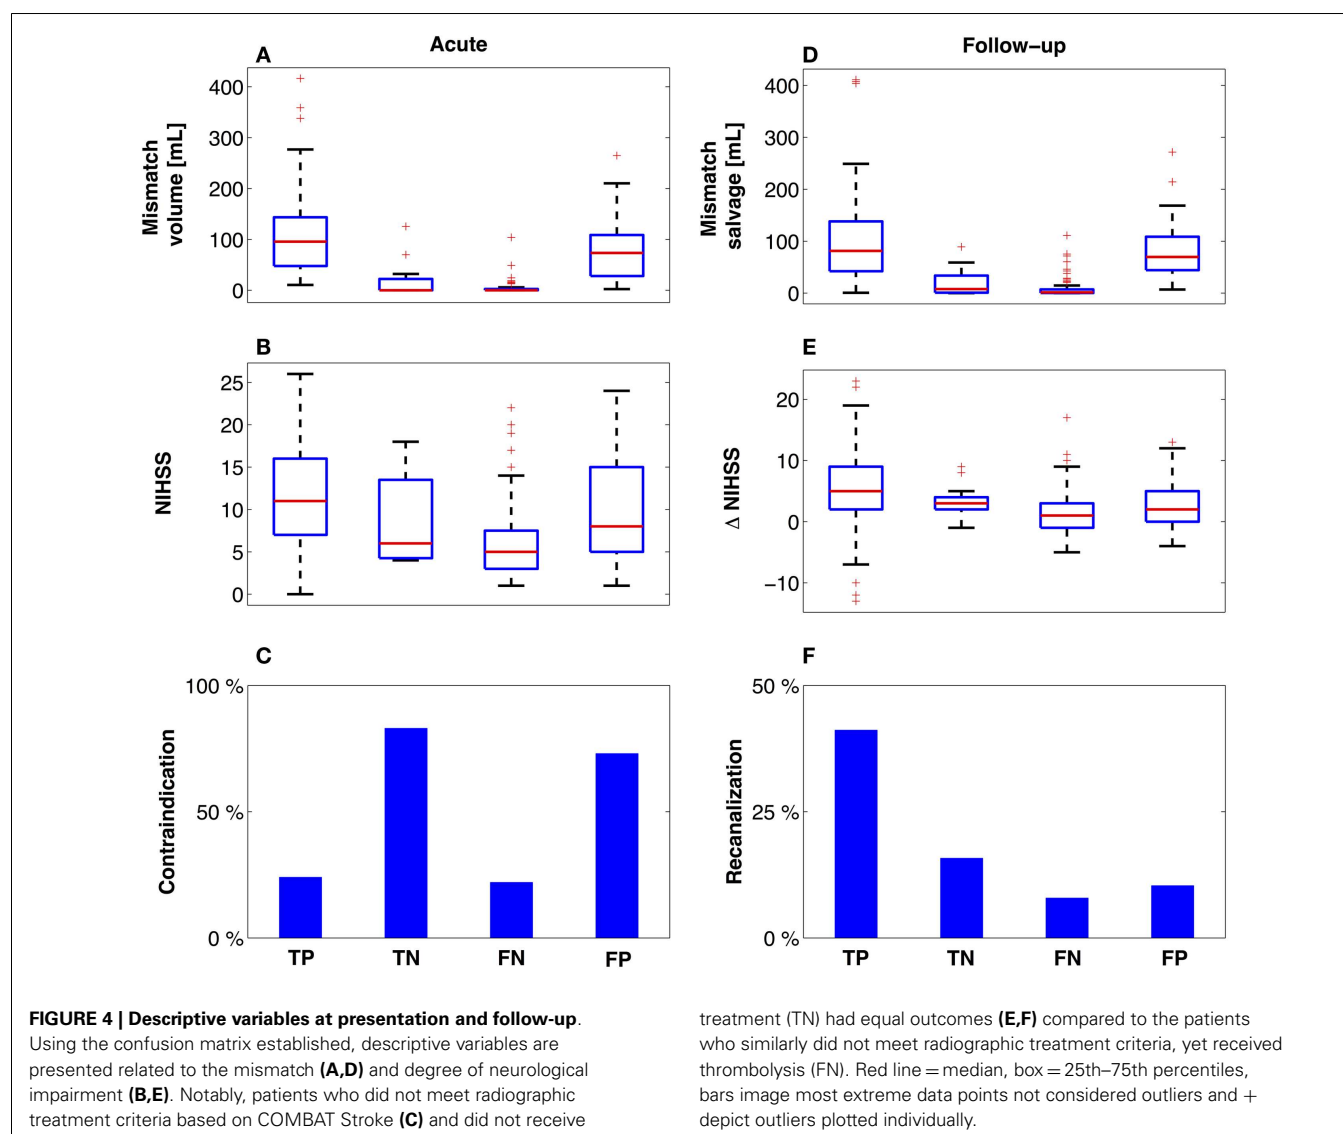 Acute
Follow–up
A
Mismatch
volume [mL]
400
300
200
100
0
D
Mismatch
salvage [mL]
400
300
200
100
0
B
NIHSS
25
20
15
10
5
0
E
Δ NIHSS
20
10
0
−10
C
Contraindication
100 %
50 %
0 %
TP TN FN FP
F
Recanalization
50 %
25 %
0 %
TP TN FN FP
FIGURE 4 | Descriptive variables at presentation and follow-up.
Using the confusion matrix established, descriptive variables are
presented related to the mismatch (A,D) and degree of neurological
impairment (B,E). Notably, patients who did not meet radiographic
treatment criteria based on COMBAT Stroke (C) and did not receive
treatment (TN) had equal outcomes (E,F) compared to the patients
who similarly did not meet radiographic treatment criteria, yet received
thrombolysis (FN). Red line = median, box = 25th–75th percentiles,
bars image most extreme data points not considered outliers and +
depict outliers plotted individually.